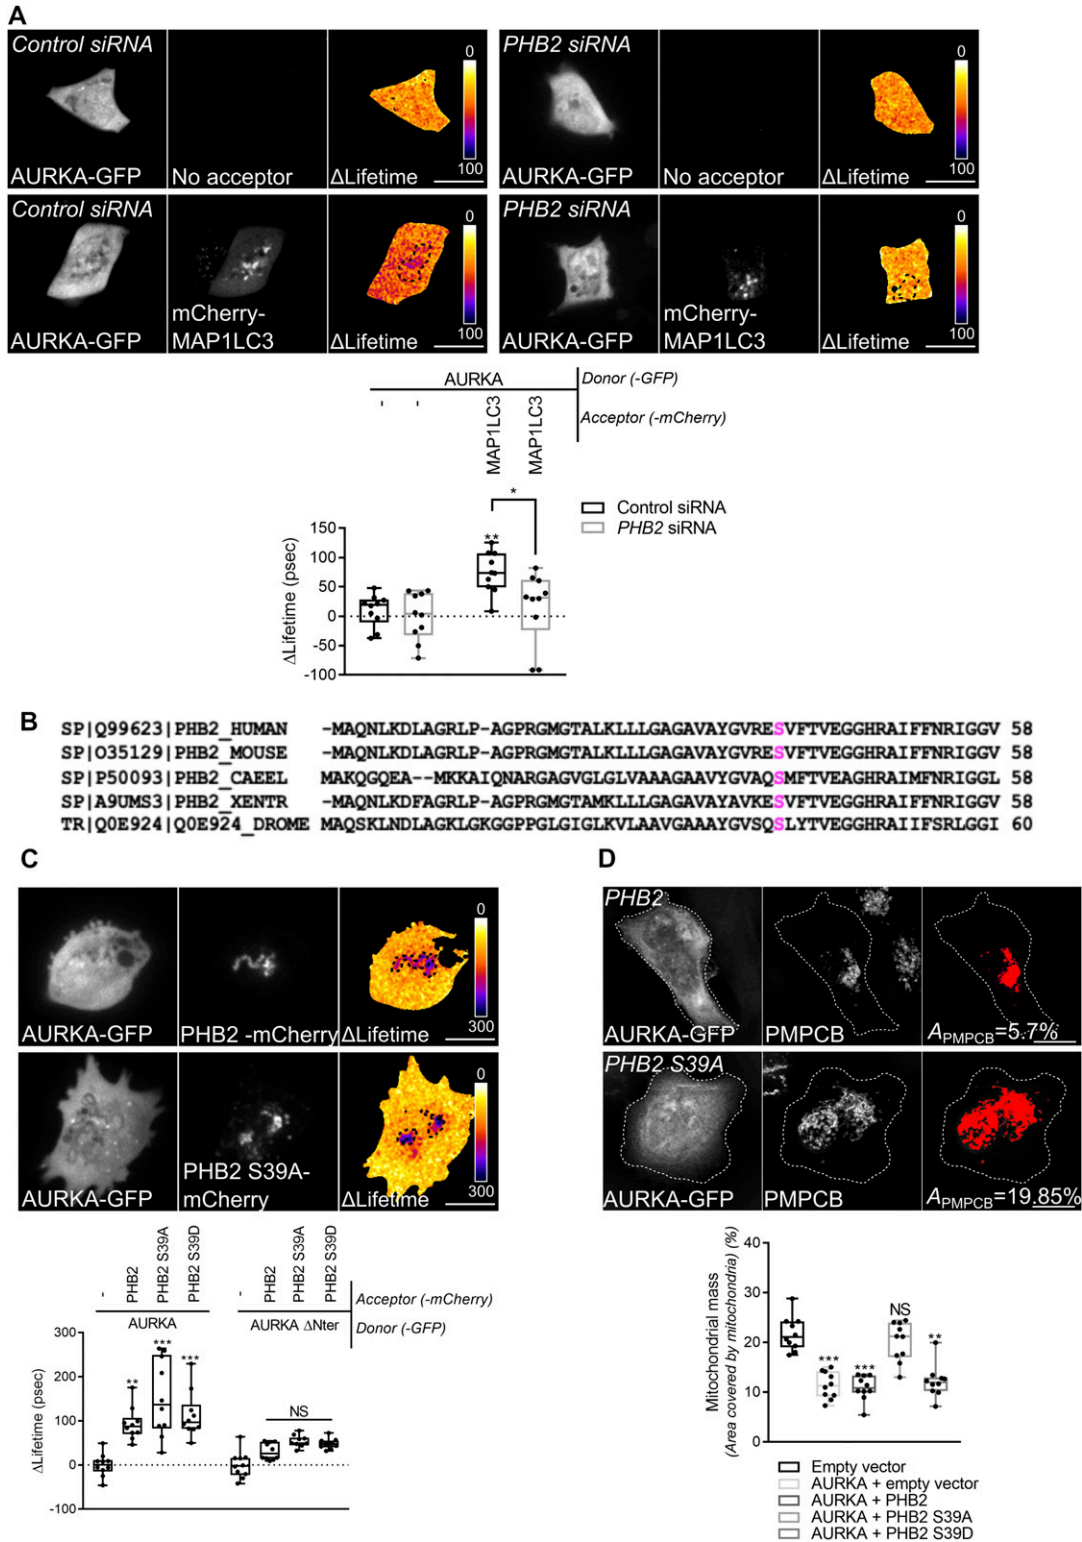 A
Control siRNA
AURKA-GFP
No acceptor
ΔLifetime
0
100
PHB2 siRNA
AURKA-GFP
No acceptor
ΔLifetime
0
100
Control siRNA
AURKA-GFP
mCherry-
MAP1LC3
ΔLifetime
0
100
PHB2 siRNA
AURKA-GFP
mCherry-
MAP1LC3
ΔLifetime
0
100
AURKA
Donor (-GFP)
- - MAP1LC3 MAP1LC3
Acceptor (-mCherry)
*
**
Control siRNA
PHB2 siRNA
ΔLifetime (psec)
150
100
50
0
-50
-100
B
SP|Q99623|PHB2_HUMAN -MAQNLKDLAGRLP-AGPRGMGTALKLLLGAGAVAYGVRESVFTVEGGHRAIFFNRIGGV 58
SP|O35129|PHB2_MOUSE -MAQNLKDLAGRLP-AGPRGMGTALKLLLGAGAVAYGVRESVFTVEGGHRAIFFNRIGGV 58
SP|P50093|PHB2_CAEEL MAKQGQEA--MKKAIQNARGAGVGLGLVAAAGAAVYGVAQSMFTVEAGHRAIMFNRIGGL 58
SP|A9UMS3|PHB2_XENTR -MAQNLKDFAGRLP-AGPRGMGTAMKLLLGAGAVAYAVKESVFTVEGGHRAIFFNRIGGV 58
TR|Q0E924|Q0E924_DROME MAQSKLNDLAGKLGKGGPPGLGIGLKVLAAVGAAAYGVSQSLYTVEGGHRAIIFSRLGGI 60
C
AURKA-GFP
PHB2 -mCherry
ΔLifetime
0
300
AURKA-GFP
PHB2 S39A-
mCherry
ΔLifetime
0
300
- PHB2 PHB2 S39A PHB2 S39D - PHB2 PHB2 S39A PHB2 S39D
Acceptor (-mCherry)
AURKA
AURKA ΔNter
Donor (-GFP)
ΔLifetime (psec)
300
200
100
0
-100
**
***
***
NS
D
PHB2
AURKA-GFP
PMPCB
APMPCB=5.7%
PHB2 S39A
AURKA-GFP
PMPCB
APMPCB=19.85%
Mitochondrial mass
(Area covered by mitochondria) (%)
40
30
20
10
0
***
***
NS
**
Empty vector
AURKA + empty vector
AURKA + PHB2
AURKA + PHB2 S39A
AURKA + PHB2 S39D